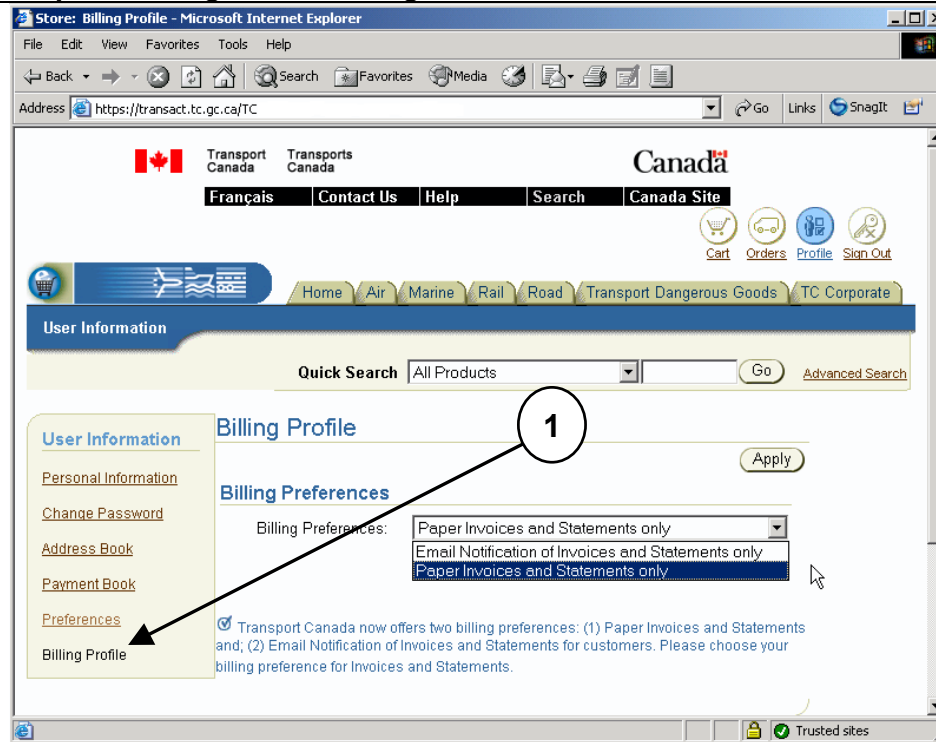 Store: Billing Profile - Microsoft Internet Explorer
File Edit View Favorites Tools Help
Back Search Favorites Media
Address https://transact.tc.gc.ca/TC Go Links SnagIt
Transport Canada Transports Canada Canada
Français Contact Us Help Search Canada Site
Cart Orders Profile Sign Out
Home Air Marine Rail Road Transport Dangerous Goods TC Corporate
User Information
Quick Search All Products Go Advanced Search
1
User Information
Personal Information
Change Password
Address Book
Payment Book
Preferences
Billing Profile
Billing Profile
Apply
Billing Preferences
Billing Preferences: Paper Invoices and Statements only
Email Notification of Invoices and Statements only
Paper Invoices and Statements only
Transport Canada now offers two billing preferences: (1) Paper Invoices and Statements
and; (2) Email Notification of Invoices and Statements for customers. Please choose your
billing preference for Invoices and Statements.
Trusted sites